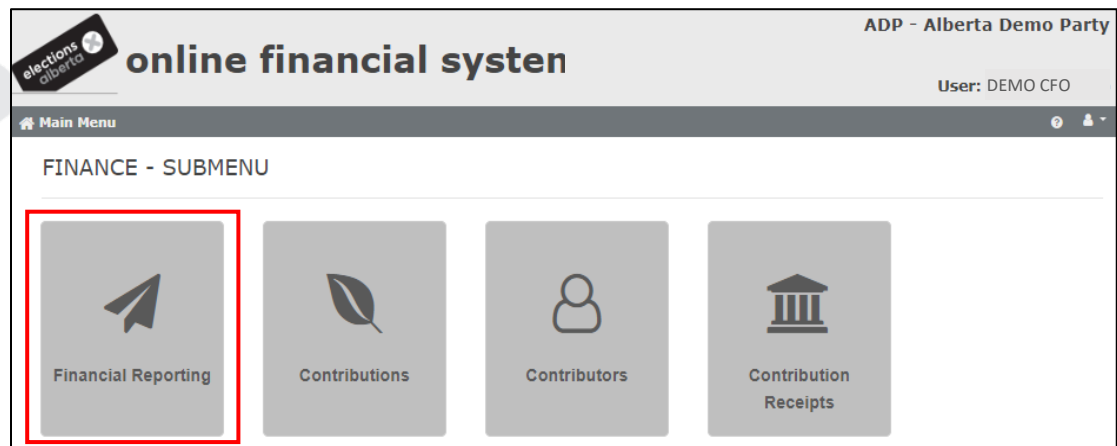 ADP - Alberta Demo Party
elections
alberta
online financial system
User: DEMO CFO
Main Menu
FINANCE - SUBMENU
Financial Reporting
Contributions
Contributors
Contribution
Receipts